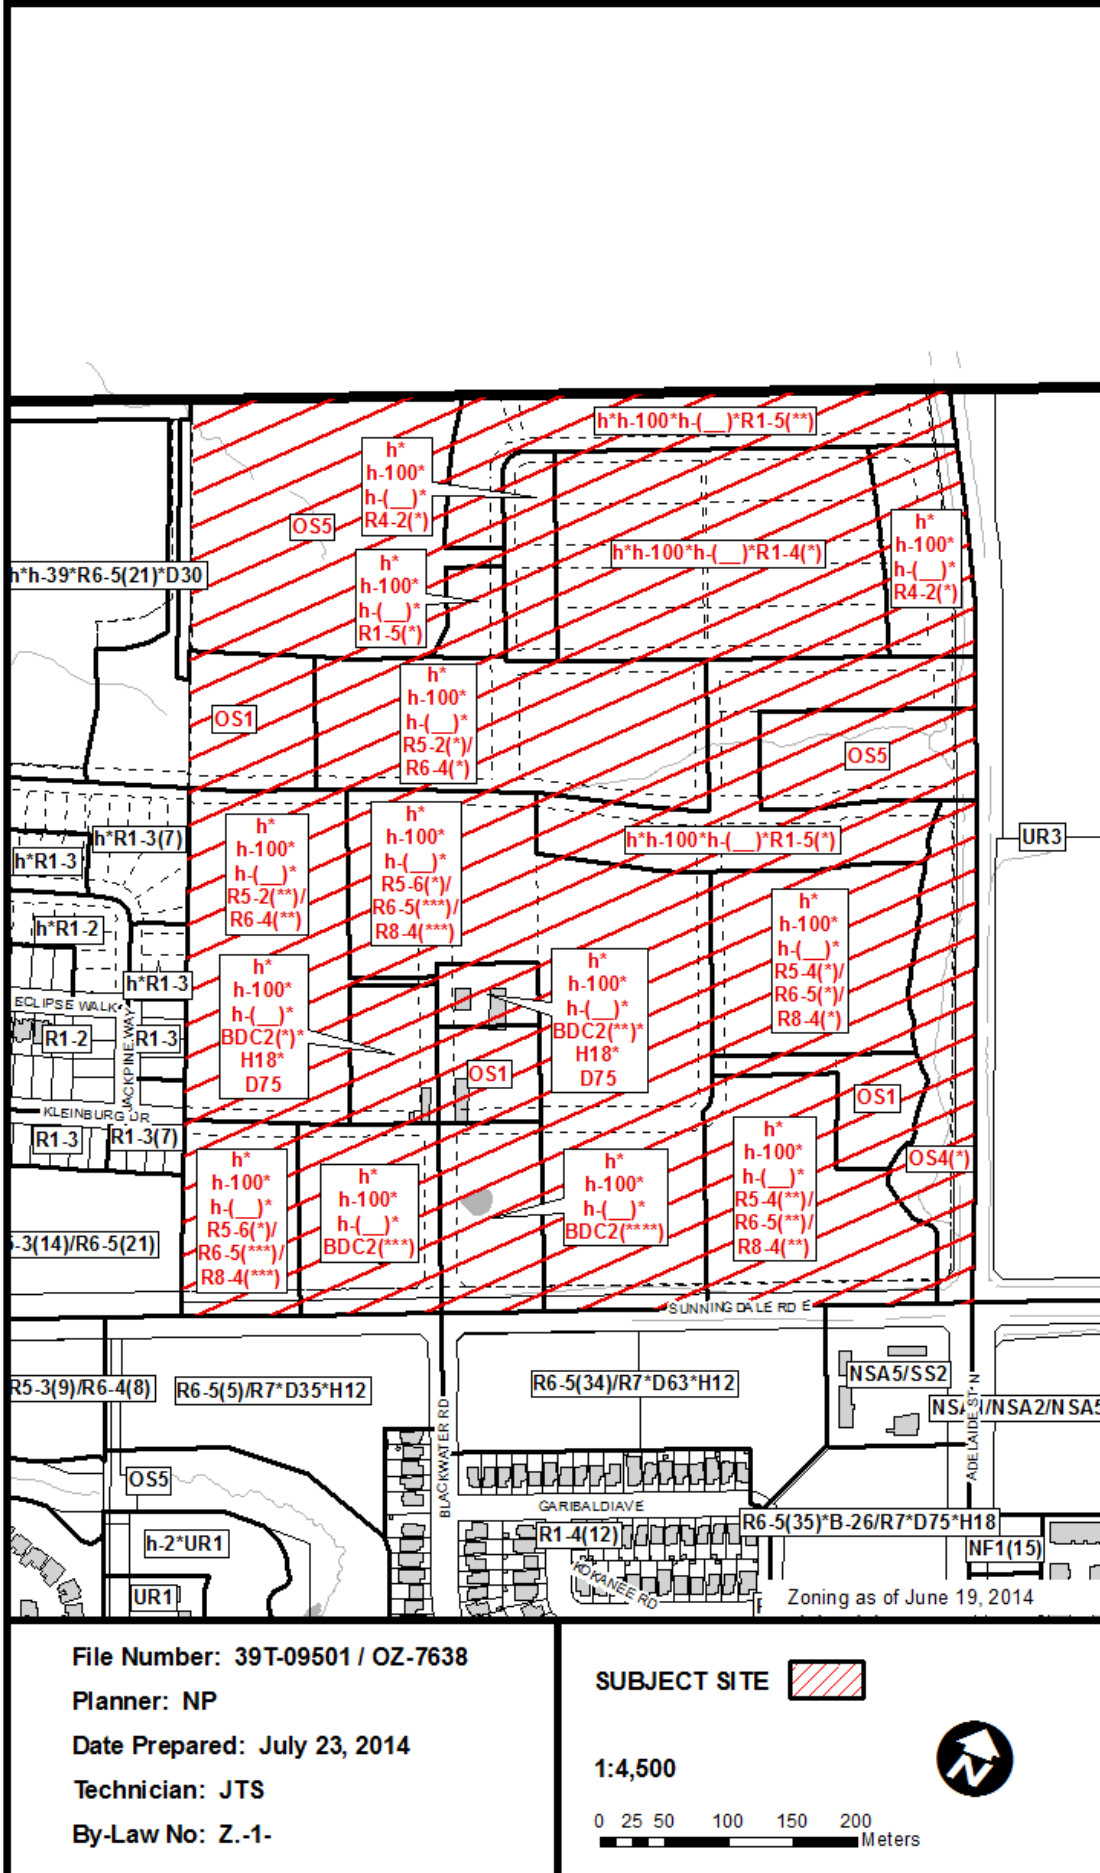 h*h-100*h-(__)*R1-5(**)
h*
h-100*
h-(__)*
R4-2(*)
OS5
h*h-100*h-(__)*R1-4(*)
h*
h-100*
h-(__)*
R4-2(*)
h*h-39*R6-5(21)*D30
h*
h-100*
h-(__)*
R1-5(*)
h*
h-100*
h-(__)*
R5-2(*)/
R6-4(*)
OS1
OS5
h*R1-3(7)
h*R1-3
h*
h-100*
h-(__)*
R5-2(**)/
R6-4(**)
h*
h-100*
h-(__)*
R5-6(*)/
R6-5(***)/
R8-4(***)
h*h-100*h-(__)*R1-5(*)
UR3
h*R1-2
h*
h-100*
h-(__)*
R5-4(*)/
R6-5(*)/
R8-4(*)
h*R1-3
ECLIPSE WALK
R1-2
JACKPINE WAY
R1-3
h*
h-100*
h-(__)*
BDC2(*)*
H18*
D75
h*
h-100*
h-(__)*
BDC2(**)*
H18*
D75
OS1
OS1
KLEINBURG DR
R1-3
R1-3(7)
OS4(*)
h*
h-100*
h-(__)*
R5-6(*)/
R6-5(***)/
R8-4(***)
h*
h-100*
h-(__)*
BDC2(***)
h*
h-100*
h-(__)*
BDC2(****)
h*
h-100*
h-(__)*
R5-4(**)/
R6-5(**)/
R8-4(**)
-3(14)/R6-5(21)
SUNNINGDALE RD E
R5-3(9)/R6-4(8)
R6-5(5)/R7*D35*H12
R6-5(34)/R7*D63*H12
NSA5/SS2
/NSA2/NSA5
BLACKWATER RD
ADELAIDE ST N
OS5
GARIBALDI AVE
R1-4(12)
R6-5(35)*B-26/R7*D75*H18
h-2*UR1
NF1(15)
KOKANEE RD
UR1
Zoning as of June 19, 2014
File Number: 39T-09501 / OZ-7638
Planner: NP
Date Prepared: July 23, 2014
Technician: JTS
By-Law No: Z.-1-
SUBJECT SITE
N
1:4,500
0 25 50 100 150 200
Meters